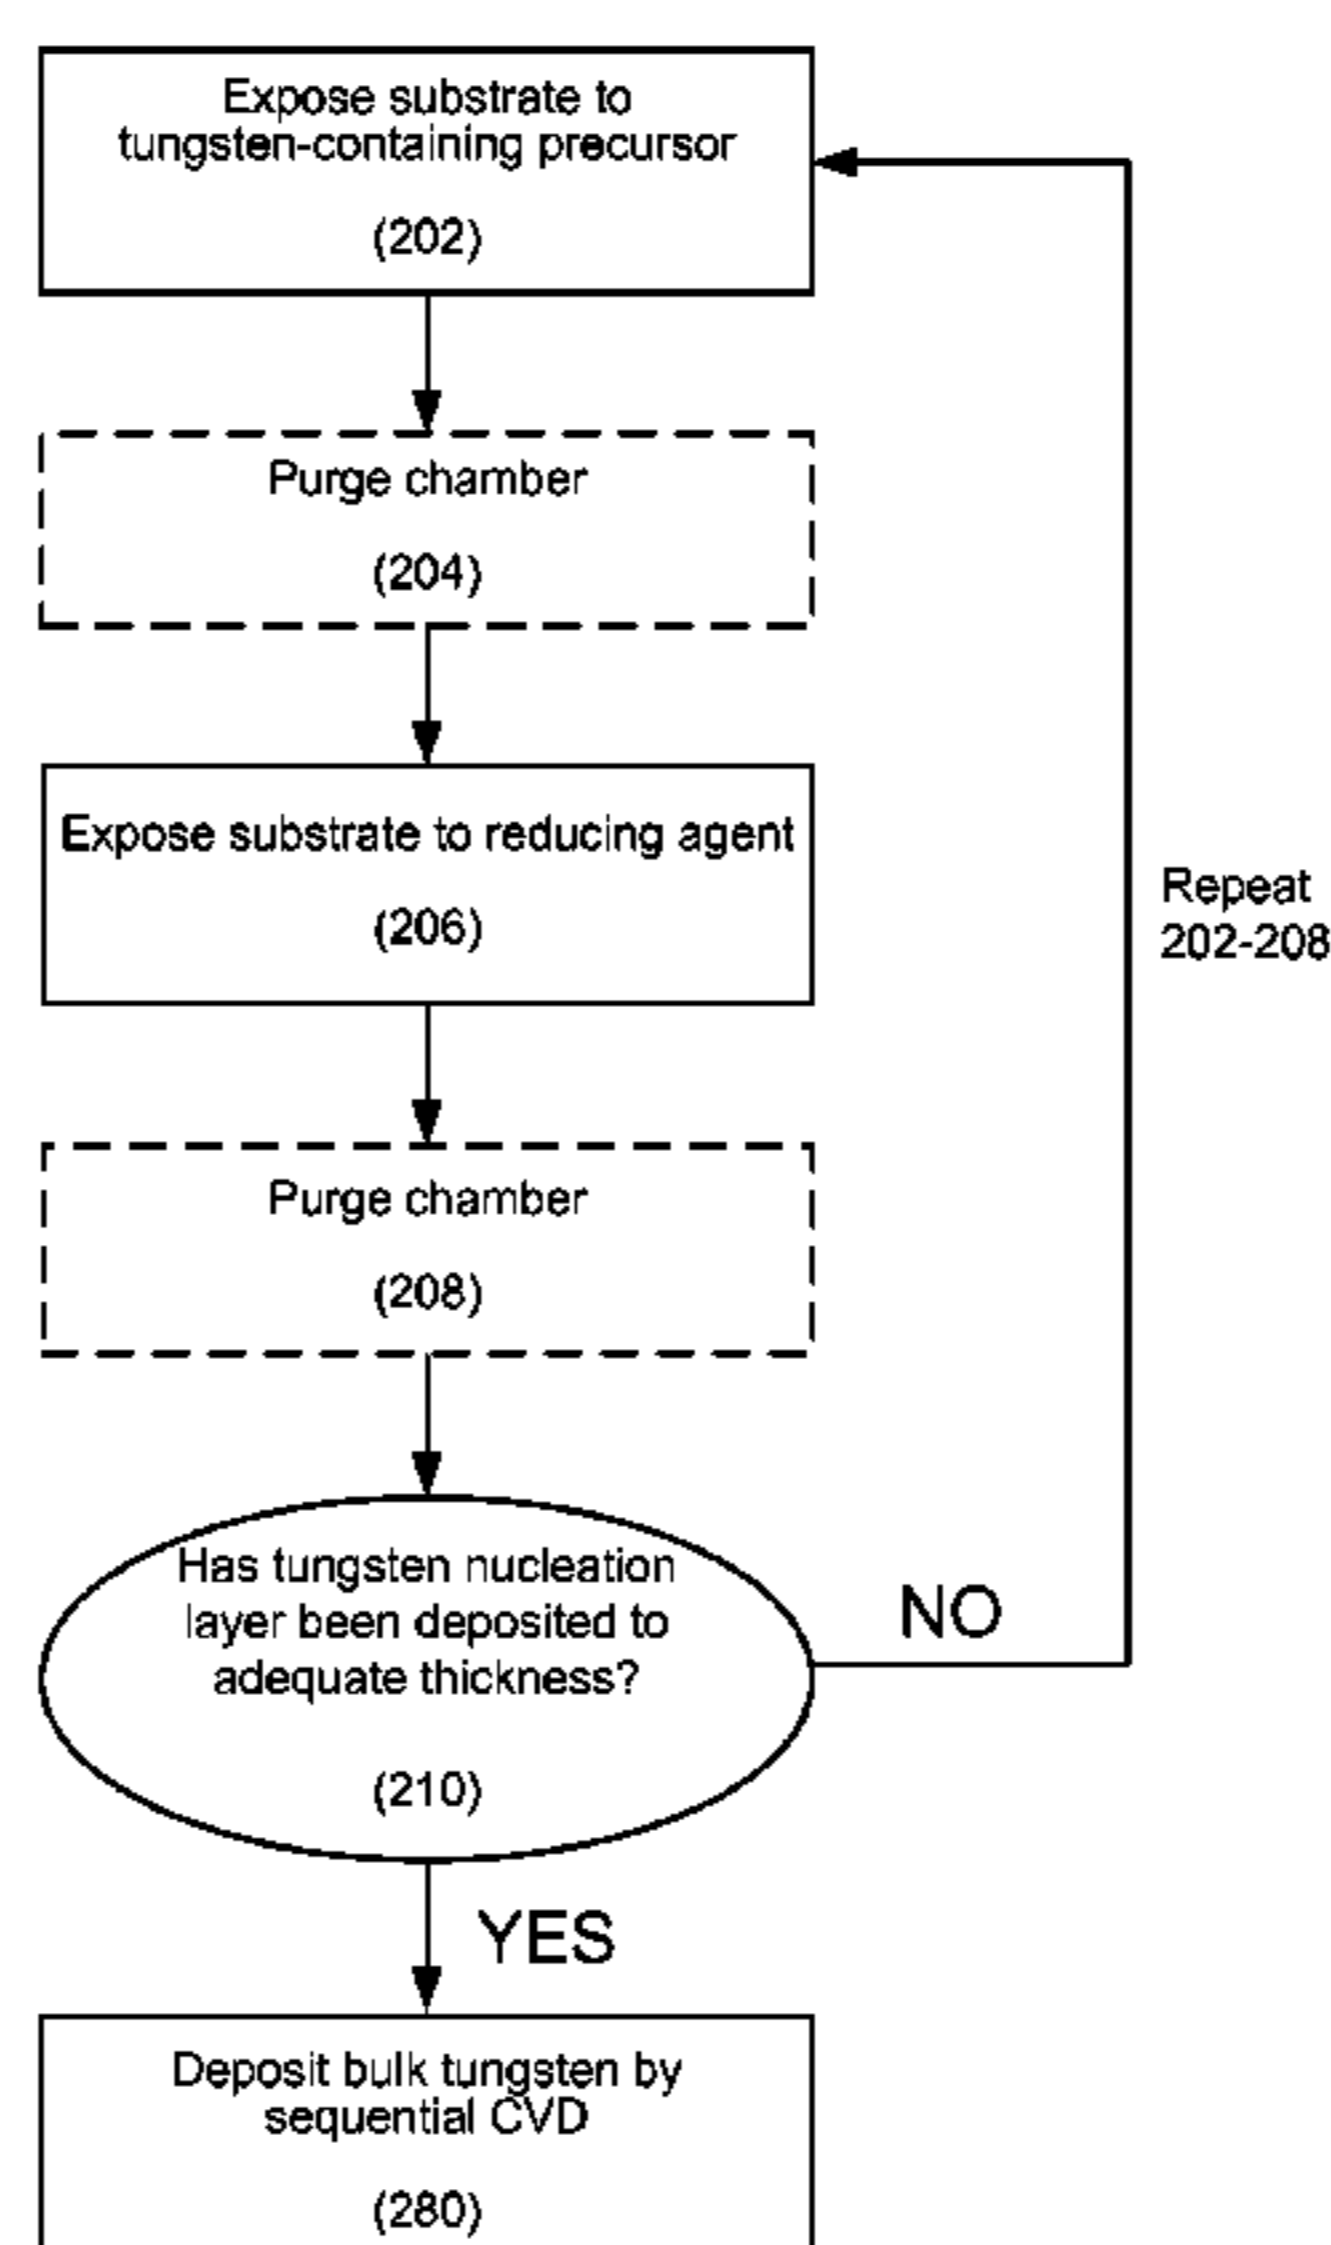 Expose substrate to
tungsten-containing precursor
(202)
Purge chamber
(204)
Expose substrate to reducing agent
(206)
Repeat
202-208
Purge chamber
(208)
Has tungsten nucleation
layer been deposited to
adequate thickness?
(210)
NO
YES
Deposit bulk tungsten by
sequential CVD
(280)